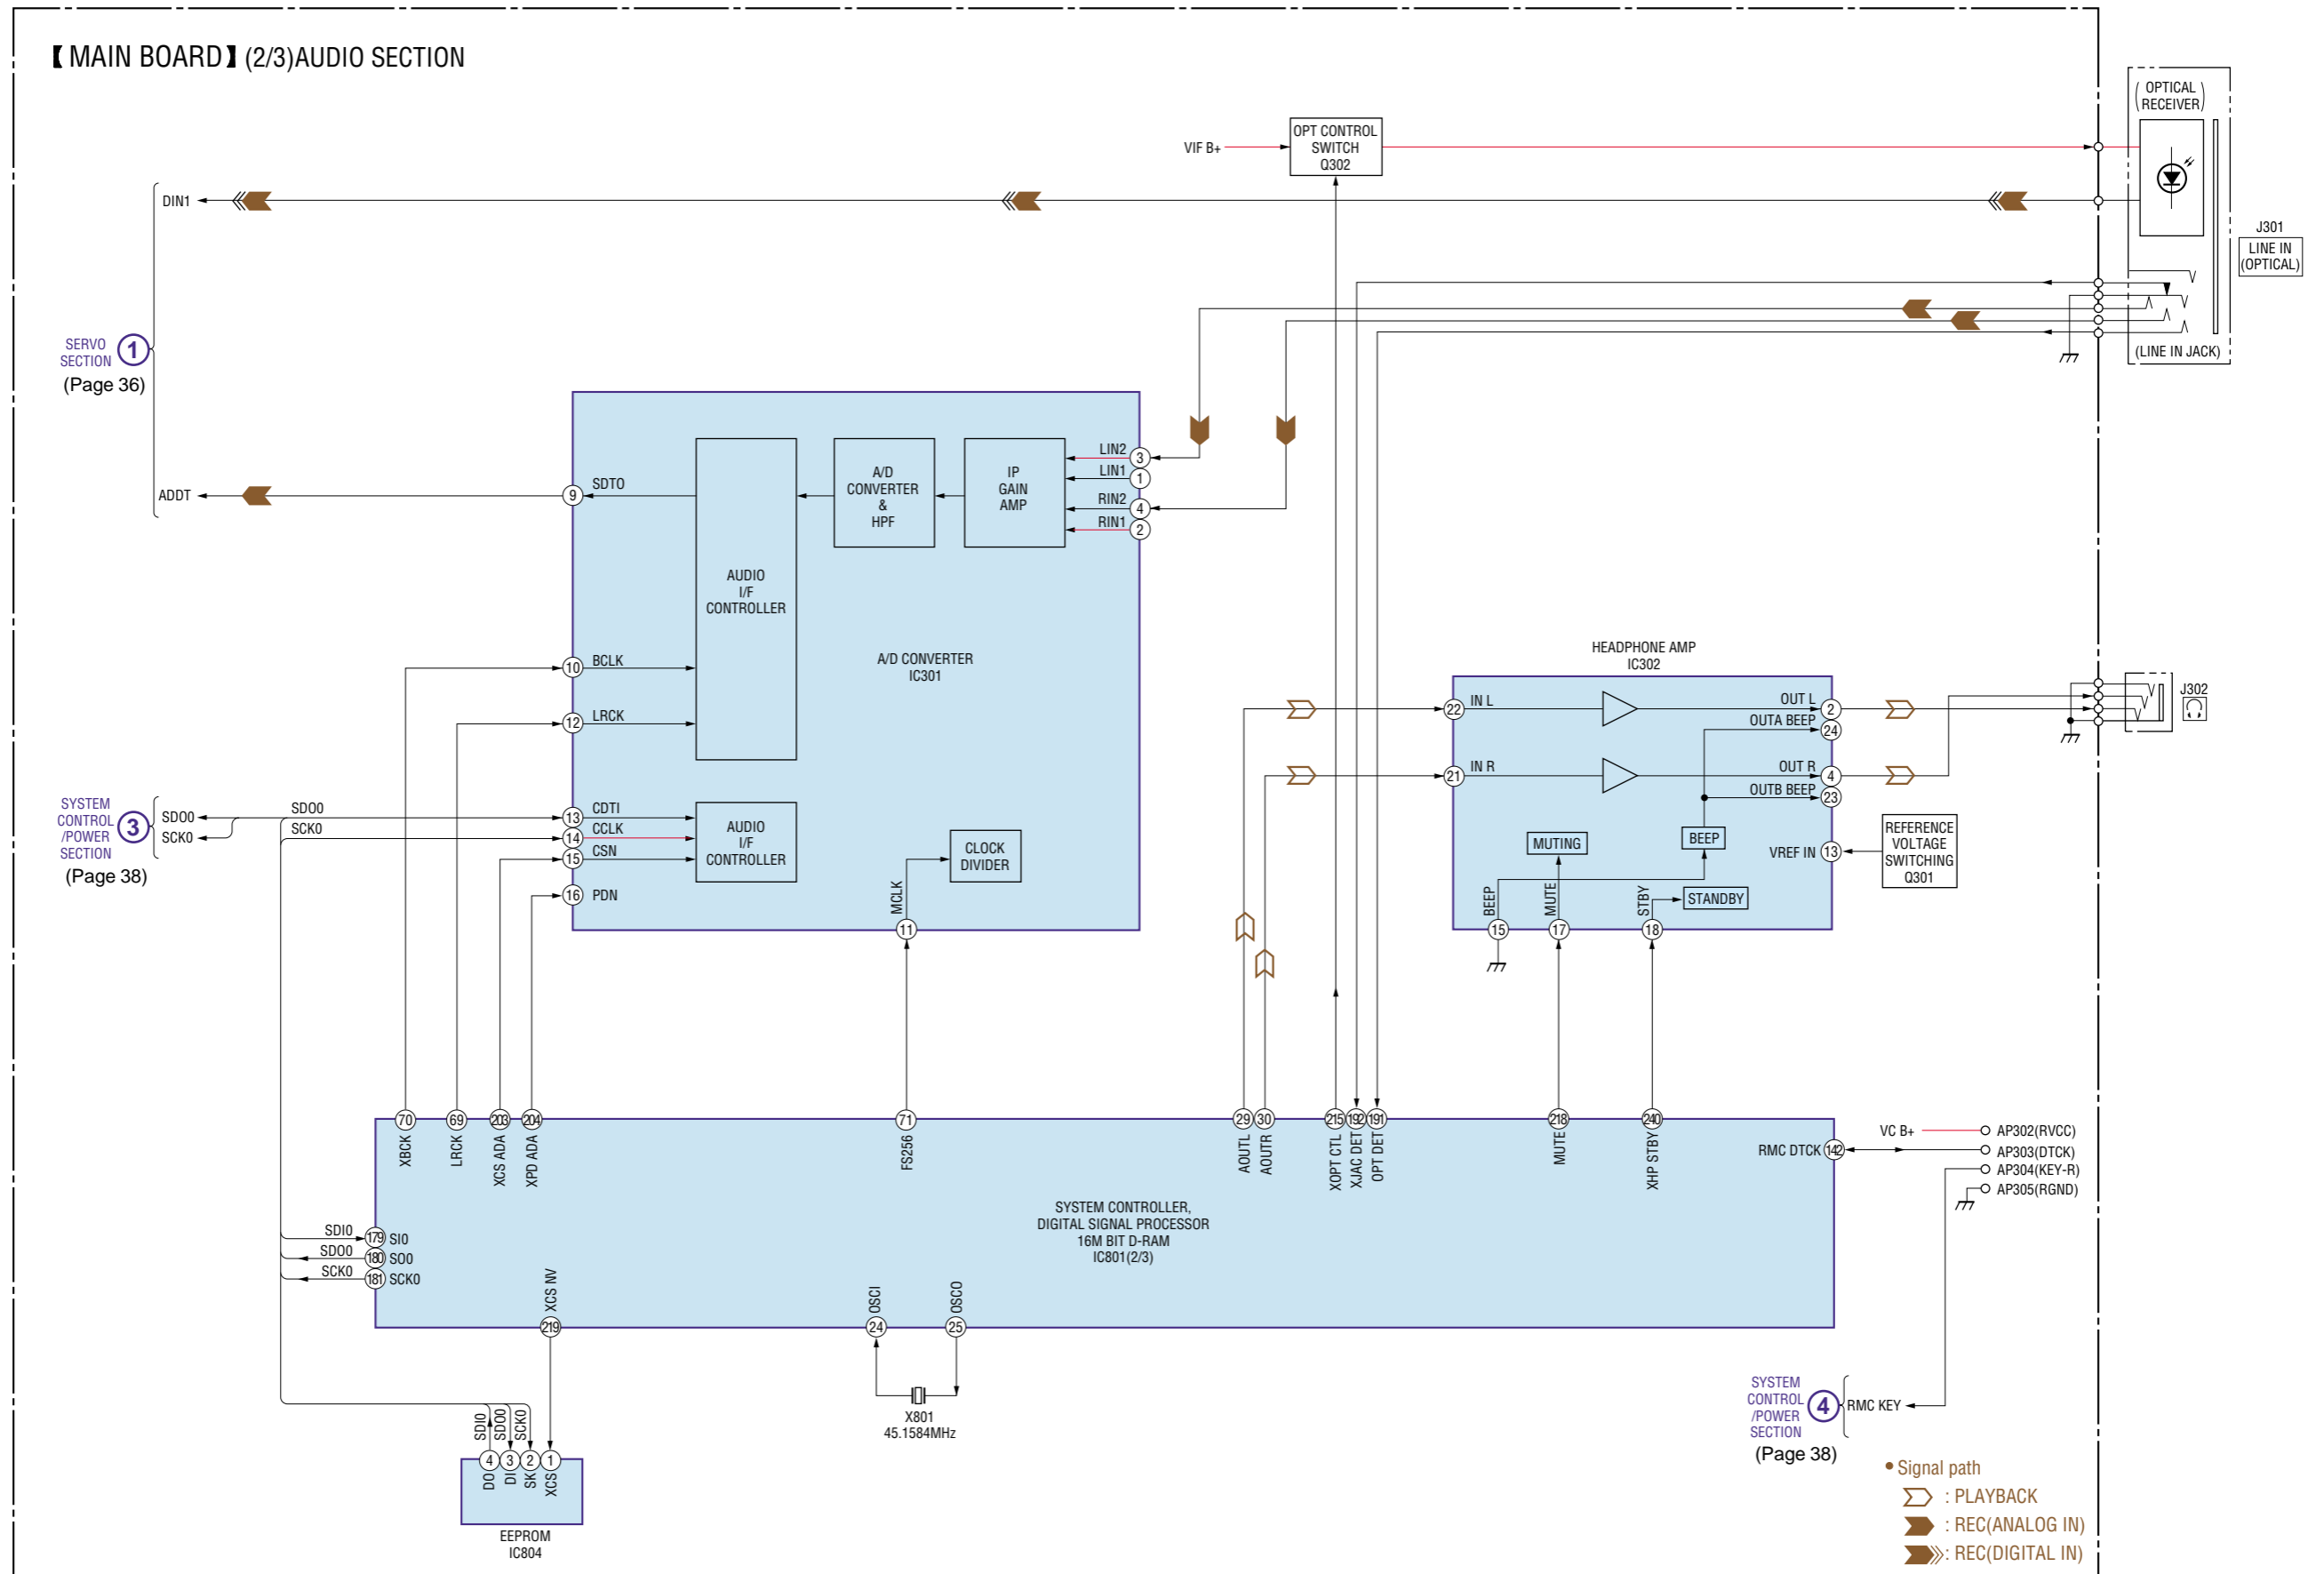 【 MAIN BOARD 】 (2/3)AUDIO SECTION
(OPTICAL
RECEIVER)
J301
LINE IN
(OPTICAL)
(LINE IN JACK)
VIF B+
OPT CONTROL
SWITCH
Q302
DIN1
SERVO
SECTION
1
(Page 36)
ADDT
9
SDTO
AUDIO
I/F
CONTROLLER
A/D
CONVERTER
&
HPF
IP
GAIN
AMP
LIN2
3
LIN1
1
RIN2
4
RIN1
2
10
BCLK
12
LRCK
A/D CONVERTER
IC301
13
CDTI
14
CCLK
15
CSN
16
PDN
AUDIO
I/F
CONTROLLER
CLOCK
DIVIDER
MCLK
11
SYSTEM
CONTROL
/POWER
SECTION
3
(Page 38)
SDO0
SCK0
SDO0
SCK0
HEADPHONE AMP
IC302
22
IN L
21
IN R
OUT L
2
OUTA BEEP
24
OUT R
4
OUTB BEEP
23
VREF IN
13
MUTING
BEEP
STANDBY
BEEP
15
MUTE
17
STBY
18
REFERENCE
VOLTAGE
SWITCHING
Q301
J302
70
XBCK
69
LRCK
203
XCS ADA
204
XPD ADA
71
FS256
29
AOUTL
30
AOUTR
215
XOPT CTL
192
XJAC DET
191
OPT DET
218
MUTE
240
XHP STBY
RMC DTCK
142
VC B+
AP302(RVCC)
AP303(DTCK)
AP304(KEY-R)
AP305(RGND)
SYSTEM CONTROLLER,
DIGITAL SIGNAL PROCESSOR
16M BIT D-RAM
IC801(2/3)
SDI0
179
SI0
SDO0
180
SO0
SCK0
181
SCK0
XCS NV
219
OSCI
24
OSCO
25
X801
45.1584MHz
SDI0
SDO0
SCK0
4
3
2
1
DO
DI
SK
XCS
EEPROM
IC804
SYSTEM
CONTROL
/POWER
SECTION
4
(Page 38)
RMC KEY
• Signal path
: PLAYBACK
: REC(ANALOG IN)
: REC(DIGITAL IN)